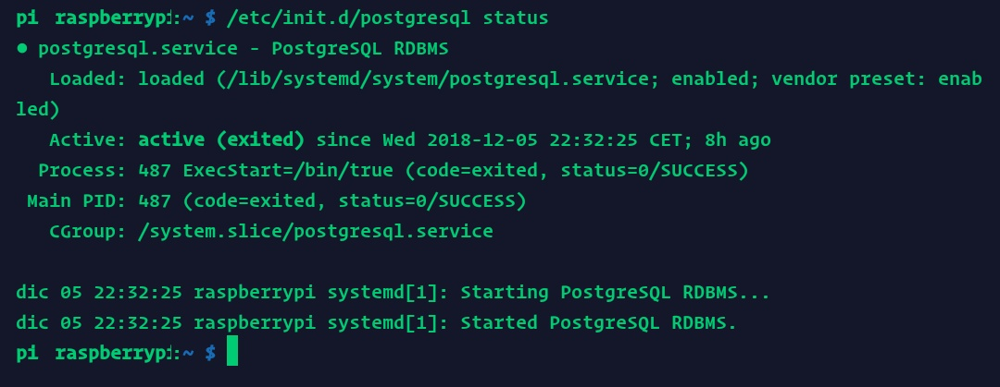 pi raspberrypi:~ $ /etc/init.d/postgresql status
● postgresql.service - PostgreSQL RDBMS
   Loaded: loaded (/lib/systemd/system/postgresql.service; enabled; vendor preset: enab
led)
   Active: active (exited) since Wed 2018-12-05 22:32:25 CET; 8h ago
  Process: 487 ExecStart=/bin/true (code=exited, status=0/SUCCESS)
 Main PID: 487 (code=exited, status=0/SUCCESS)
   CGroup: /system.slice/postgresql.service

dic 05 22:32:25 raspberrypi systemd[1]: Starting PostgreSQL RDBMS...
dic 05 22:32:25 raspberrypi systemd[1]: Started PostgreSQL RDBMS.
pi raspberrypi:~ $